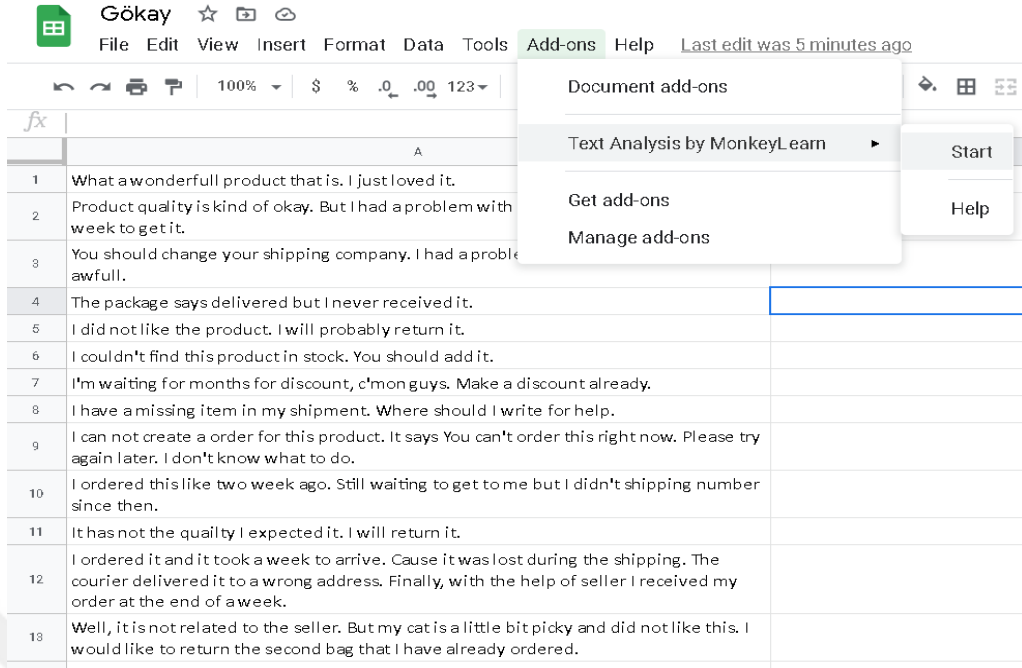 Gökay
File Edit View Insert Format Data Tools Add-ons Help Last edit was 5 minutes ago
100% $ % .0 .00 123
Document add-ons
Text Analysis by MonkeyLearn
Start
Help
Get add-ons
Manage add-ons
fx
A
1 What a wonderfull product that is. I just loved it.
2 Product quality is kind of okay. But I had a problem with
week to get it.
3 You should change your shipping company. I had a proble
awfull.
4 The package says delivered but I never received it.
5 I did not like the product. I will probably return it.
6 I couldn't find this product in stock. You should add it.
7 I'm waiting for months for discount, c'mon guys. Make a discount already.
8 I have a missing item in my shipment. Where should I write for help.
9 I can not create a order for this product. It says You can't order this right now. Please try
again later. I don't know what to do.
10 I ordered this like two week ago. Still waiting to get to me but I didn't shipping number
since then.
11 It has not the quailty I expected it. I will return it.
12 I ordered it and it took a week to arrive. Cause it was lost during the shipping. The
courier delivered it to a wrong address. Finally, with the help of seller I received my
order at the end of a week.
13 Well, it is not related to the seller. But my cat is a little bit picky and did not like this. I
would like to return the second bag that I have already ordered.